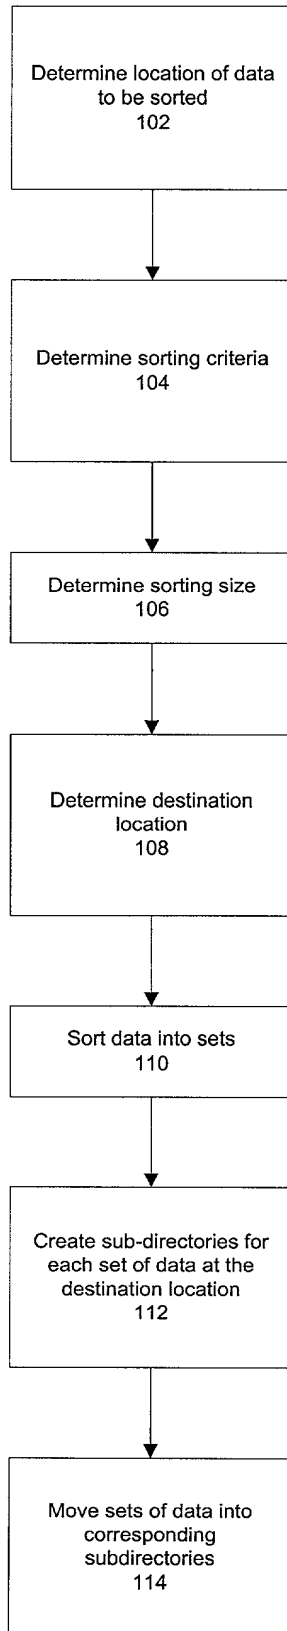 Determine location of data
to be sorted
102
Determine sorting criteria
104
Determine sorting size
106
Determine destination
location
108
Sort data into sets
110
Create sub-directories for
each set of data at the
destination location
112
Move sets of data into
corresponding
subdirectories
114